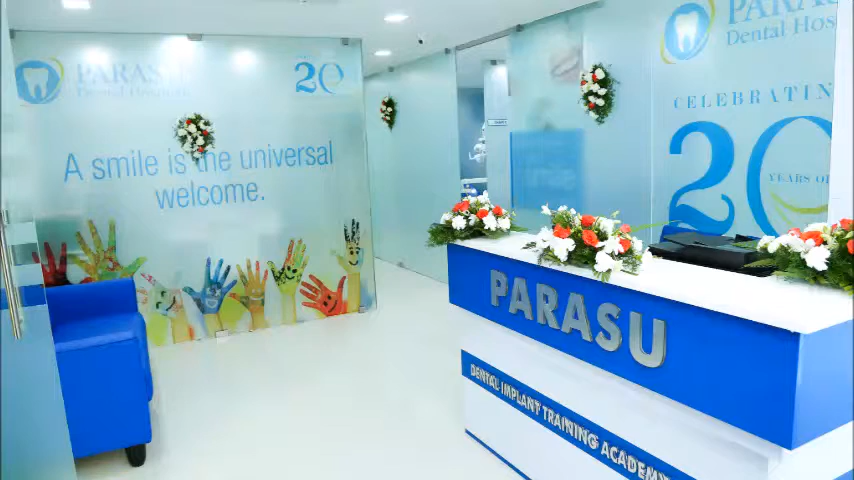 PARASU
Dental Hospital
20
A smile is the universal
welcome.
PARAS
Dental Hos
CELEBRATIN
20
YEARS OF
PARASU
DENTAL IMPLANT TRAINING ACADEMY